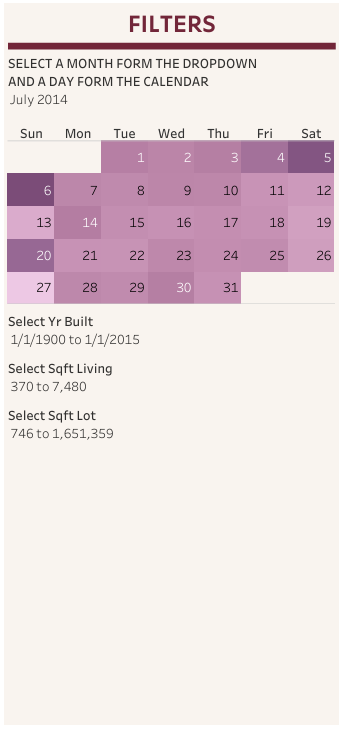 FILTERS
SELECT A MONTH FORM THE DROPDOWN
AND A DAY FORM THE CALENDAR
July 2014
Sun Mon Tue Wed Thu Fri Sat
1 2 3 4 5
6 7 8 9 10 11 12
13 14 15 16 17 18 19
20 21 22 23 24 25 26
27 28 29 30 31
Select Yr Built
1/1/1900 to 1/1/2015
Select Sqft Living
370 to 7,480
Select Sqft Lot
746 to 1,651,359